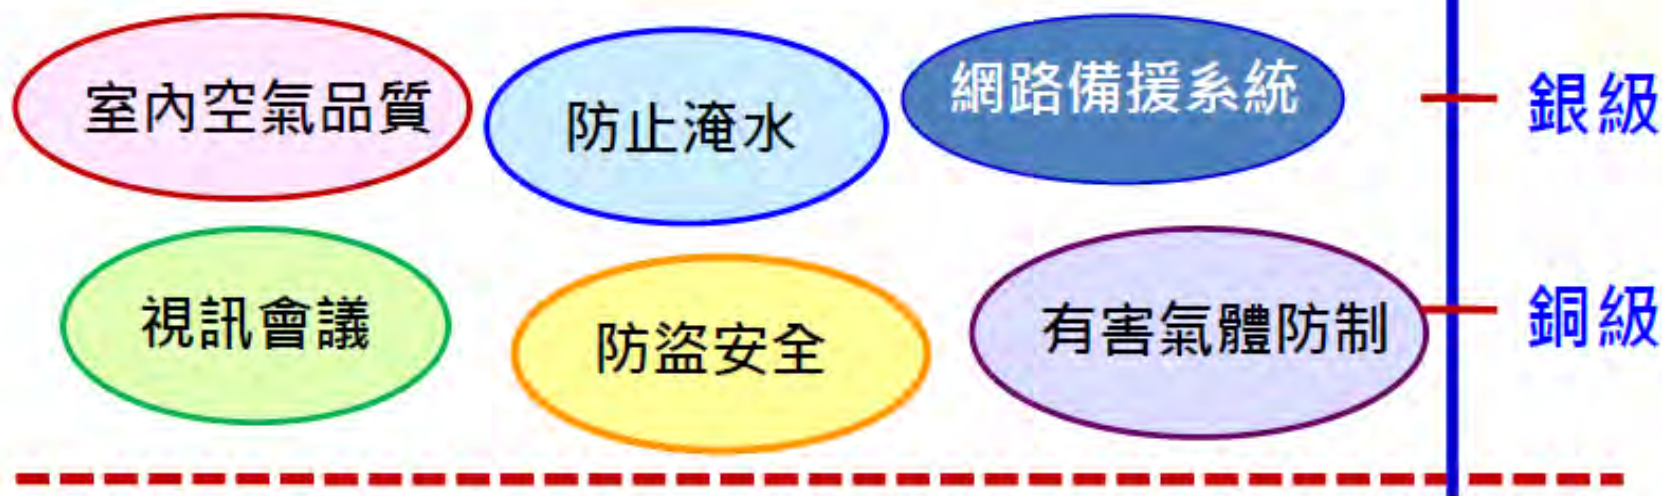 室內空氣品質
防止淹水
網路備援系統
銀級
視訊會議
防盜安全
有害氣體防制
銅級